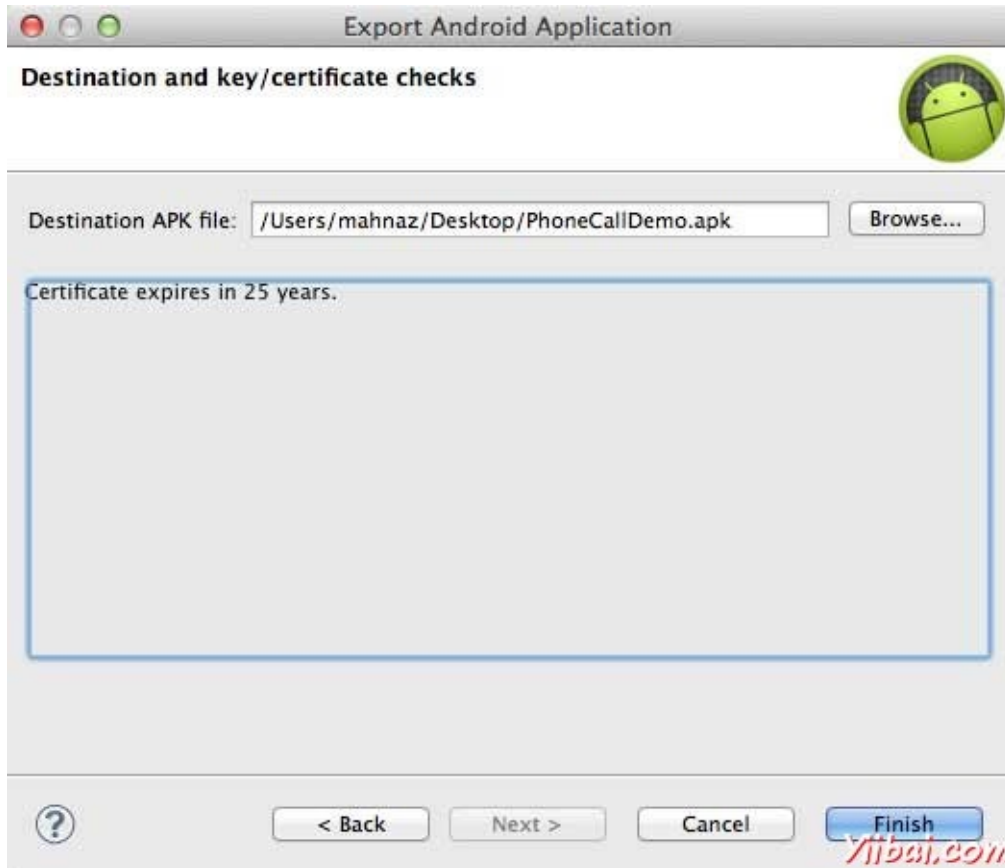 Export Android Application
Destination and key/certificate checks
Destination APK file: /Users/mahnaz/Desktop/PhoneCallDemo.apk Browse...
Certificate expires in 25 years.
? < Back Next > Cancel Finish
Yiibai.com